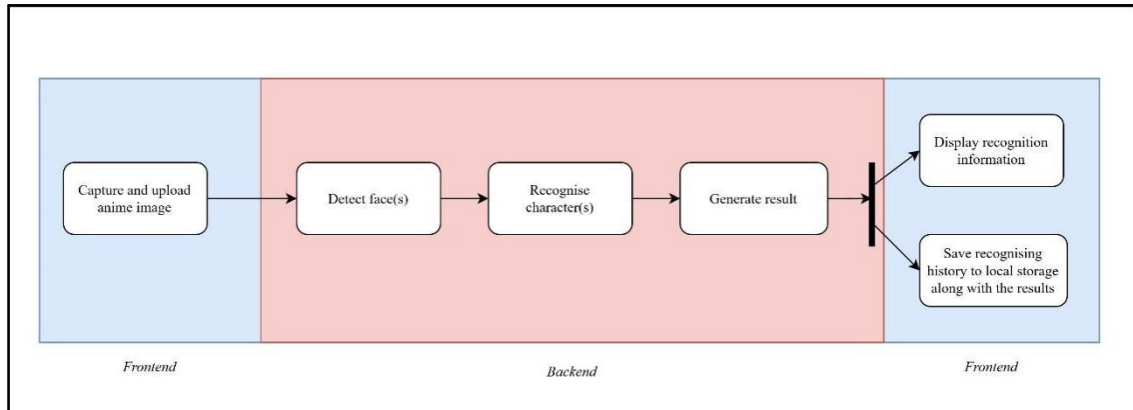 Capture and upload
anime image
Detect face(s)
Recognise
character(s)
Generate result
Display recognition
information
Save recognising
history to local storage
along with the results
Frontend
Backend
Frontend